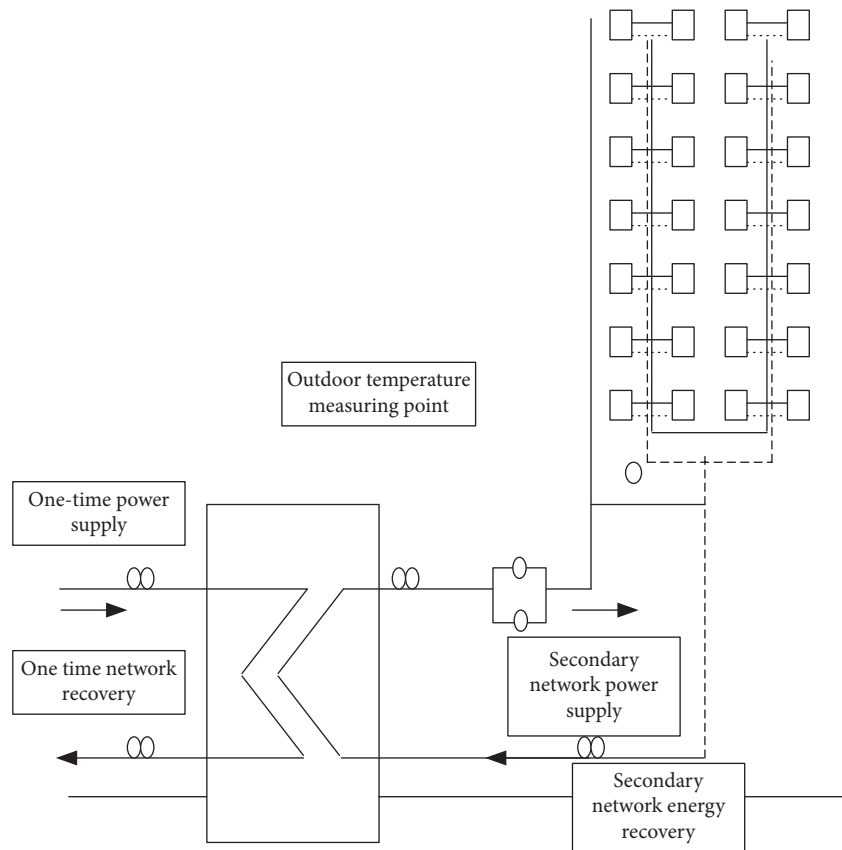 Outdoor temperature
measuring point
One-time power
supply
One time network
recovery
Secondary
network power
supply
Secondary
network energy
recovery